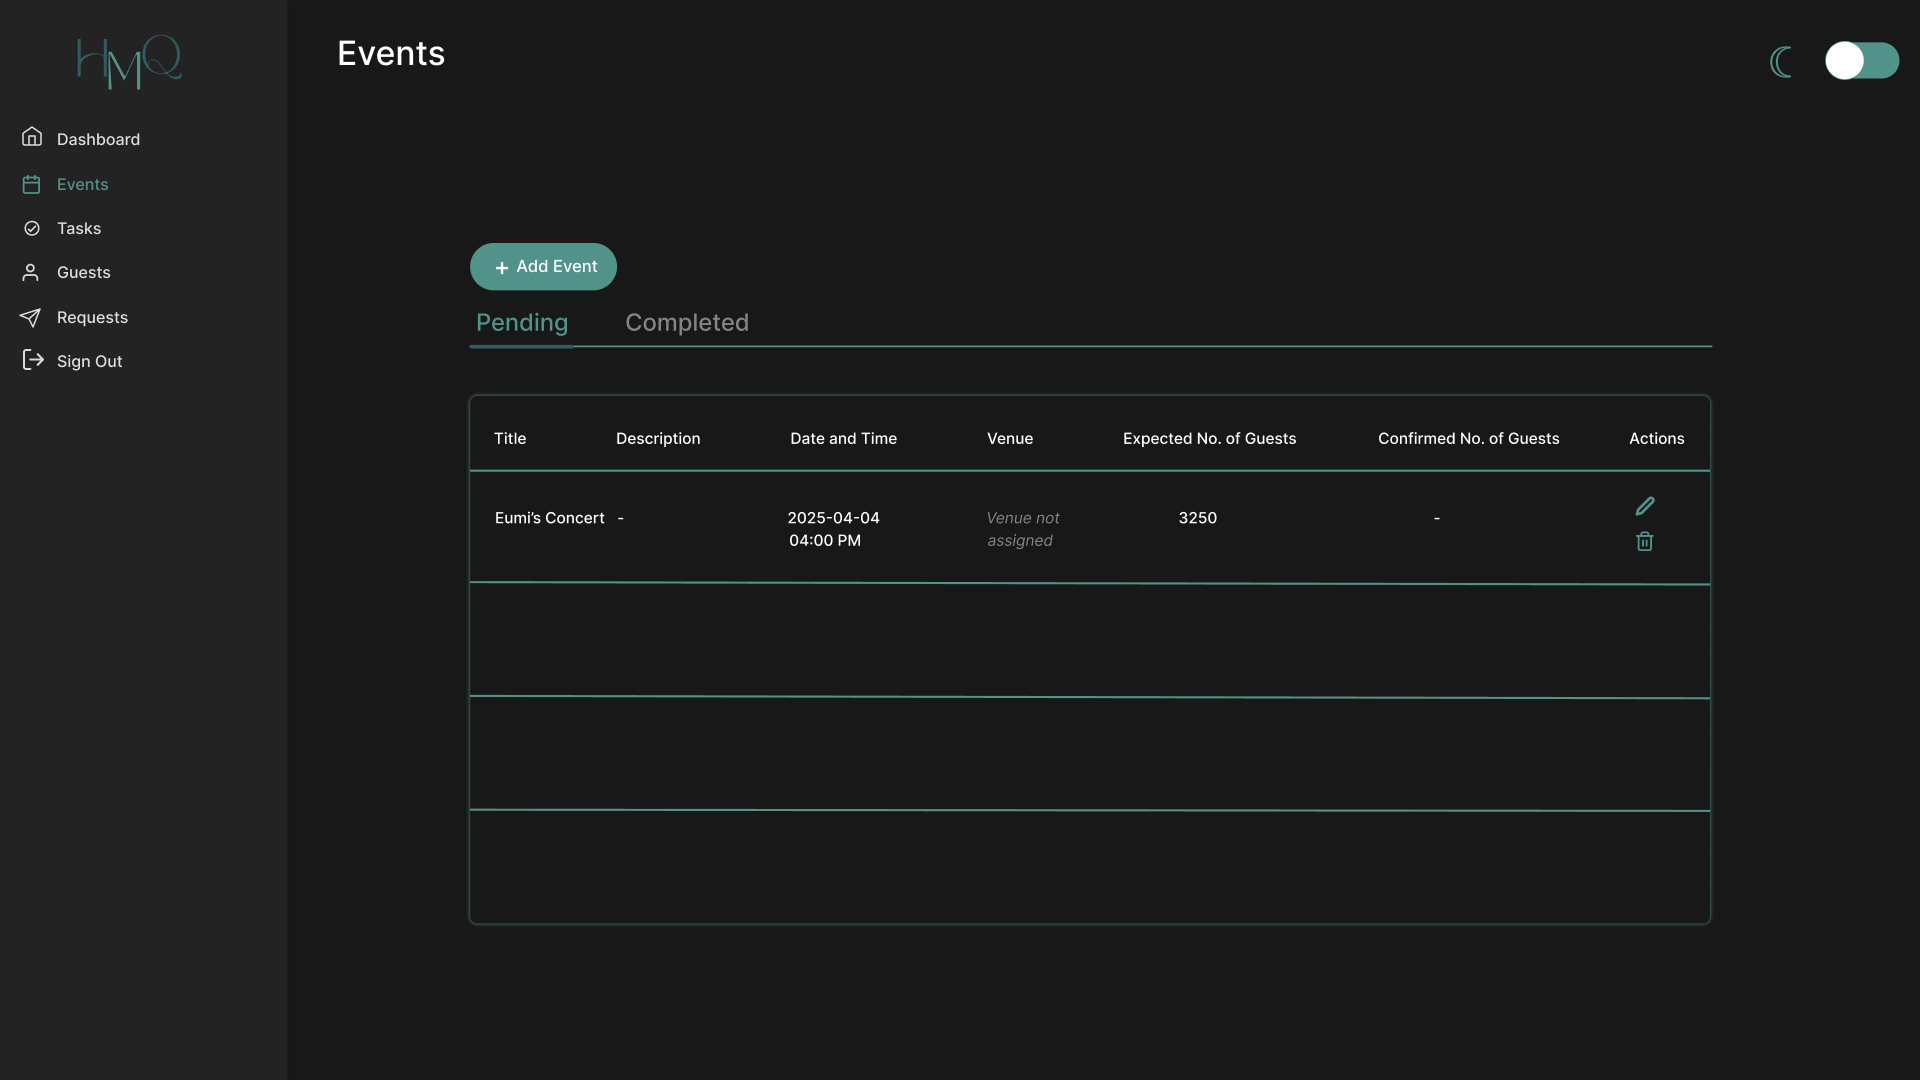 HMQ
Events
Dashboard
Events
Tasks
Guests
Requests
Sign Out
+ Add Event
Pending Completed
Title Description Date and Time Venue Expected No. of Guests Confirmed No. of Guests Actions
Eumi's Concert - 2025-04-04 Venue not 3250 -
04:00 PM assigned